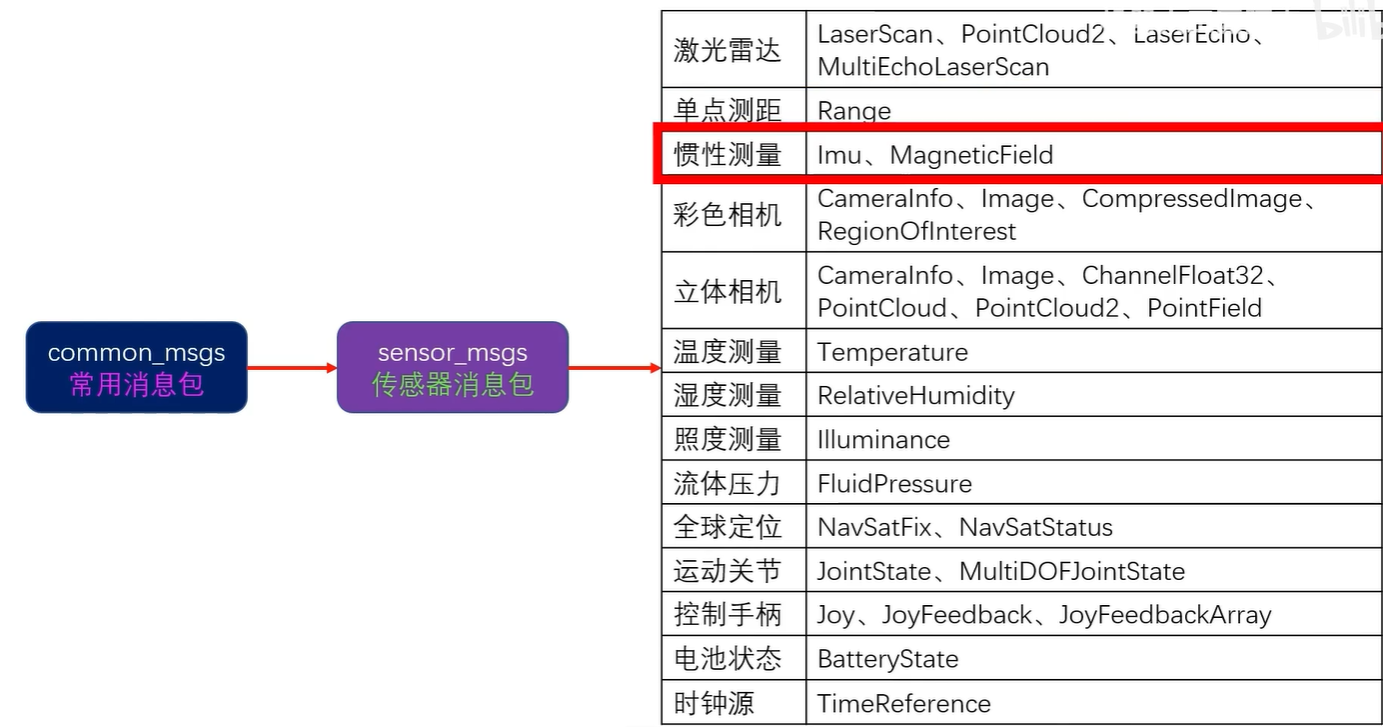 激光雷达
LaserScan、PointCloud2、LaserEcho、
MultiEchoLaserScan
单点测距
Range
惯性测量
Imu、MagneticField
彩色相机
CameraInfo、Image、CompressedImage、
RegionOfInterest
立体相机
CameraInfo、Image、ChannelFloat32、
PointCloud、PointCloud2、PointField
common_msgs
常用消息包
sensor_msgs
传感器消息包
温度测量
Temperature
湿度测量
RelativeHumidity
照度测量
Illuminance
流体压力
FluidPressure
全球定位
NavSatFix、NavSatStatus
运动关节
JointState、MultiDOFJointState
控制手柄
Joy、JoyFeedback、JoyFeedbackArray
电池状态
BatteryState
时钟源
TimeReference